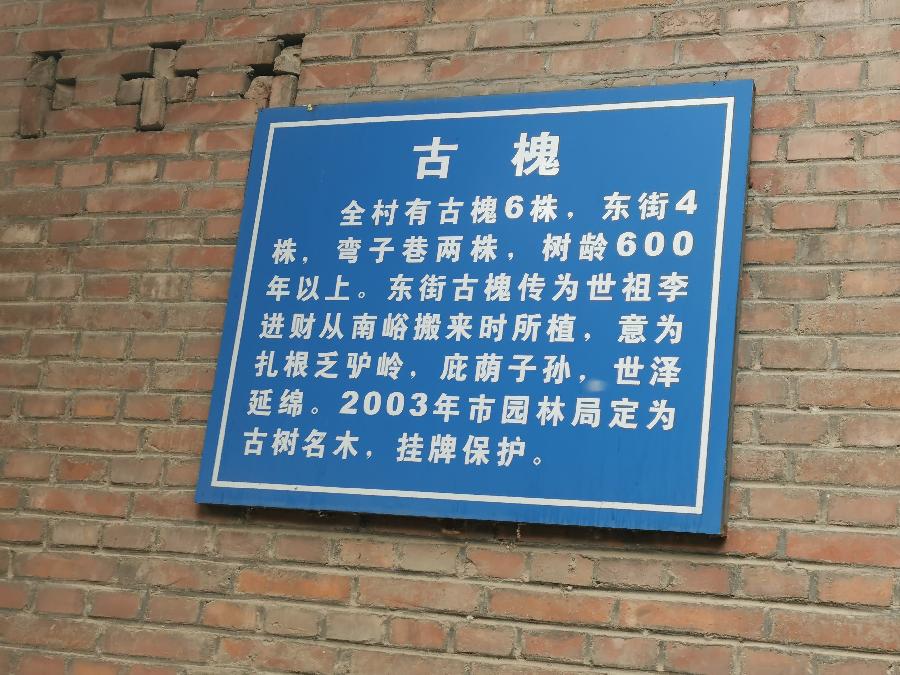 古 槐
全村有古槐6株，东街4
株，弯子巷两株，树龄600
年以上。东街古槐传为世祖李
进财从南峪搬来时所植，意为
扎根乏驴岭，庇荫子孙，世泽
延绵。2003年市园林局定为
古树名木，挂牌保护。